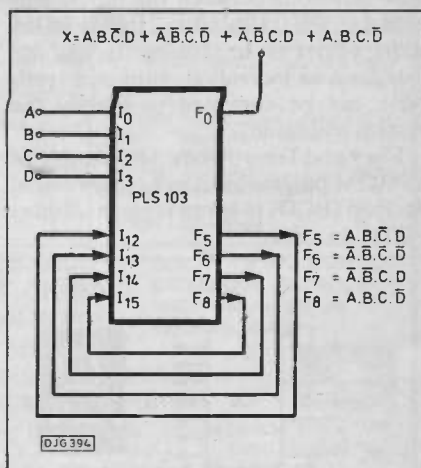 X = A.B.C̅.D + A̅.B̅.C̅.D̅ + A̅.B̅.C.D + A.B.C.D̅
A I₀ F₀
B I₁
C I₂
D I₃
PLS 103
I₁₂ F₅ F₅ = A.B.C̅.D
I₁₃ F₆ F₆ = A̅.B̅.C̅.D̅
I₁₄ F₇ F₇ = A̅.B̅.C.D
I₁₅ F₈ F₈ = A.B.C.D̅
DJG394